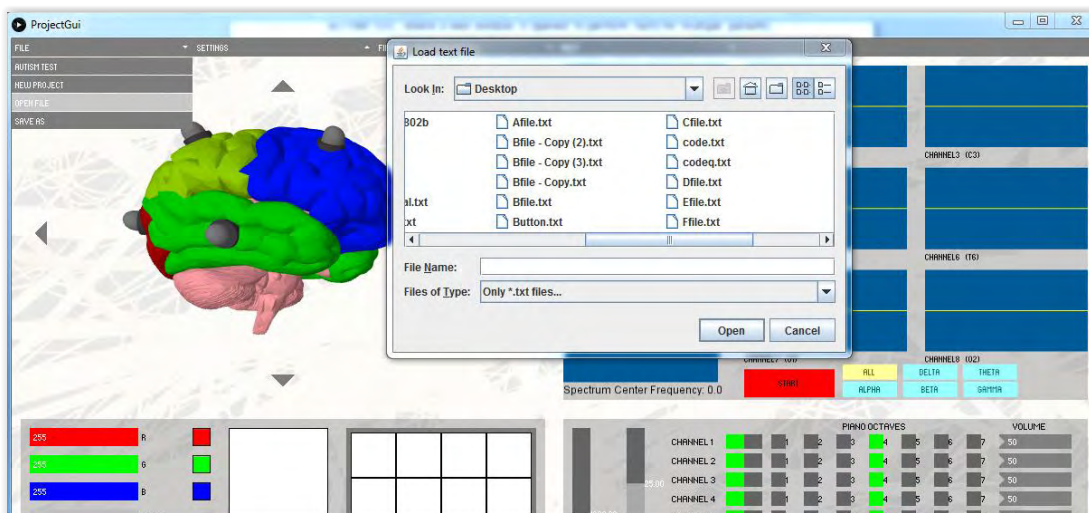 ProjectGui
FILE
SETTINGS
AUTISM TEST
NEW PROJECT
OPEN FILE
SAVE AS
Load text file
Look In:
Desktop
802b
Afile.txt
Cfile.txt
Bfile - Copy (2).txt
code.txt
Bfile - Copy (3).txt
codeq.txt
Bfile - Copy.txt
Dfile.txt
al.txt
Bfile.txt
Efile.txt
xt
Button.txt
Ffile.txt
File Name:
Files of Type:
Only *.txt files...
Open
Cancel
CHANNEL3 (C3)
CHANNEL6 (T6)
CHANNEL7 (O1)
CHANNEL8 (O2)
Spectrum Center Frequency: 0.0
START
ALL
DELTA
THETA
ALPHA
BETA
GAMMA
255 R
255 G
255 B
PIANO OCTAVES
VOLUME
CHANNEL 1 1 2 3 4 5 6 7 50
CHANNEL 2 1 2 3 4 5 6 7 50
CHANNEL 3 1 2 3 4 5 6 7 50
25.00
CHANNEL 4 1 2 3 4 5 6 7 50